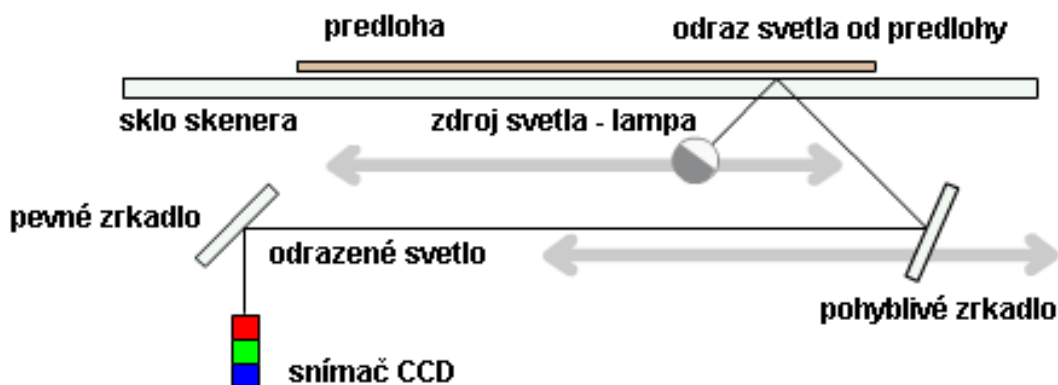 predloha
odraz svetla od predlohy
sklo skenera
zdroj svetla - lampa
pevné zrkadlo
odrazené svetlo
pohyblivé zrkadlo
snímač CCD